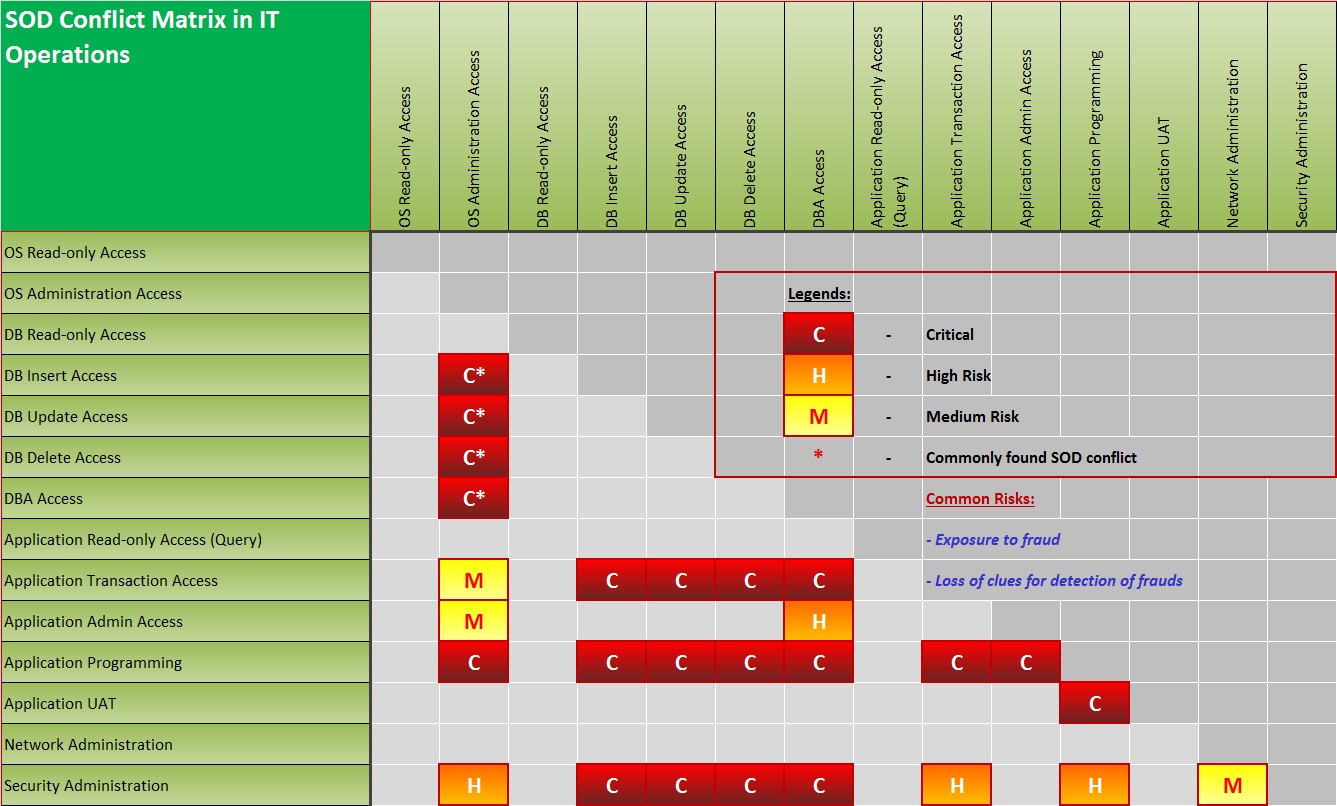 SOD Conflict Matrix in IT
Operations
OS Read-only Access
OS Administration Access
DB Read-only Access
DB Insert Access
DB Update Access
DB Delete Access
DBA Access
Application Read-only Access
(Query)
Application Transaction Access
Application Admin Access
Application Programming
Application UAT
Network Administration
Security Administration
OS Read-only Access
OS Administration Access Legends:
DB Read-only Access C - Critical
DB Insert Access C* H - High Risk
DB Update Access C* M - Medium Risk
DB Delete Access C* * - Commonly found SOD conflict
DBA Access C* Common Risks:
Application Read-only Access (Query) - Exposure to fraud
Application Transaction Access M C C C C - Loss of clues for detection of frauds
Application Admin Access M H
Application Programming C C C C C C C
Application UAT C
Network Administration
Security Administration H C C C C H H M